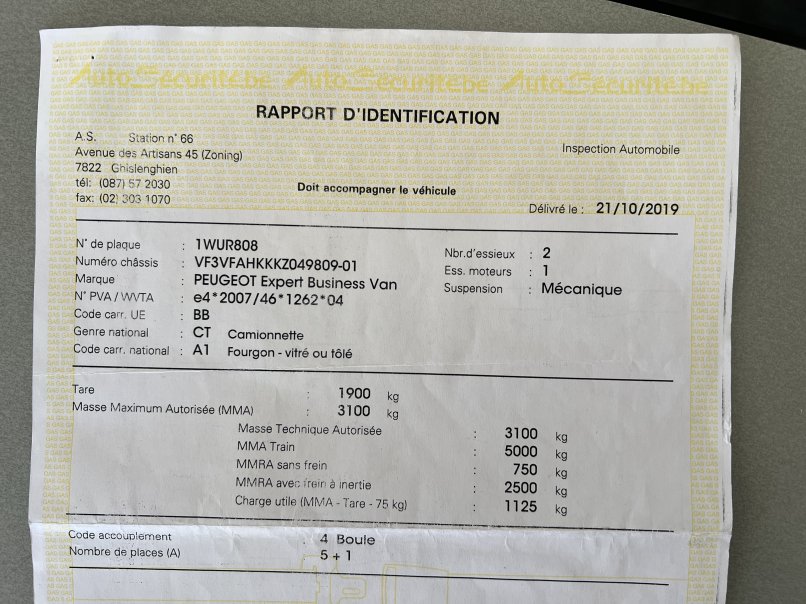 Auto Sécurité.be Auto Sécurité.be Auto Sécurité.be
RAPPORT D'IDENTIFICATION
A.S. Station n° 66
Inspection Automobile
Avenue des Artisans 45 (Zoning)
7822 Ghislenghien
tél: (087) 57 2030
fax: (02) 303 1070
Doit accompagner le véhicule
Délivré le : 21/10/2019
N° de plaque : 1WUR808
Nbr.d'essieux : 2
Numéro châssis : VF3VFAHKKKZ049809-01
Ess. moteurs : 1
Marque : PEUGEOT Expert Business Van
Suspension : Mécanique
N° PVA / WVTA : e4*2007/46*1262*04
Code carr. UE : BB
Genre national : CT Camionnette
Code carr. national : A1 Fourgon - vitré ou tôlé
Tare : 1900 kg
Masse Maximum Autorisée (MMA) : 3100 kg
Masse Technique Autorisée : 3100 kg
MMA Train : 5000 kg
MMRA sans frein : 750 kg
MMRA avec frein à inertie : 2500 kg
Charge utile (MMA - Tare - 75 kg) : 1125 kg
Code accouplement : 4 Boule
Nombre de places (A) : 5 + 1